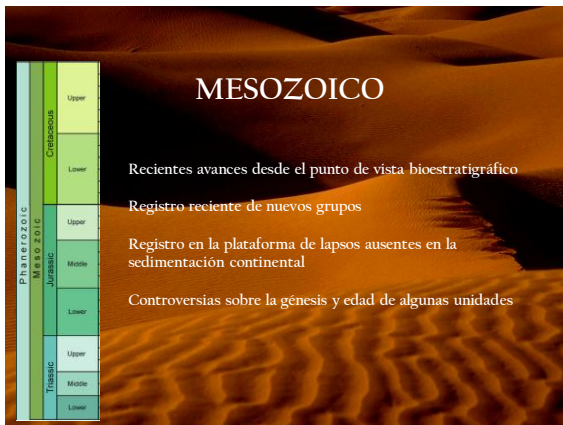 MESOZOICO
Recientes avances desde el punto de vista bioestratigráfico
Registro reciente de nuevos grupos
Registro en la plataforma de lapsos ausentes en la
sedimentación continental
Controversias sobre la génesis y edad de algunas unidades
Phanerozoic
Mesozoic
Cretaceous
Upper
Lower
Jurassic
Upper
Middle
Lower
Triassic
Upper
Middle
Lower